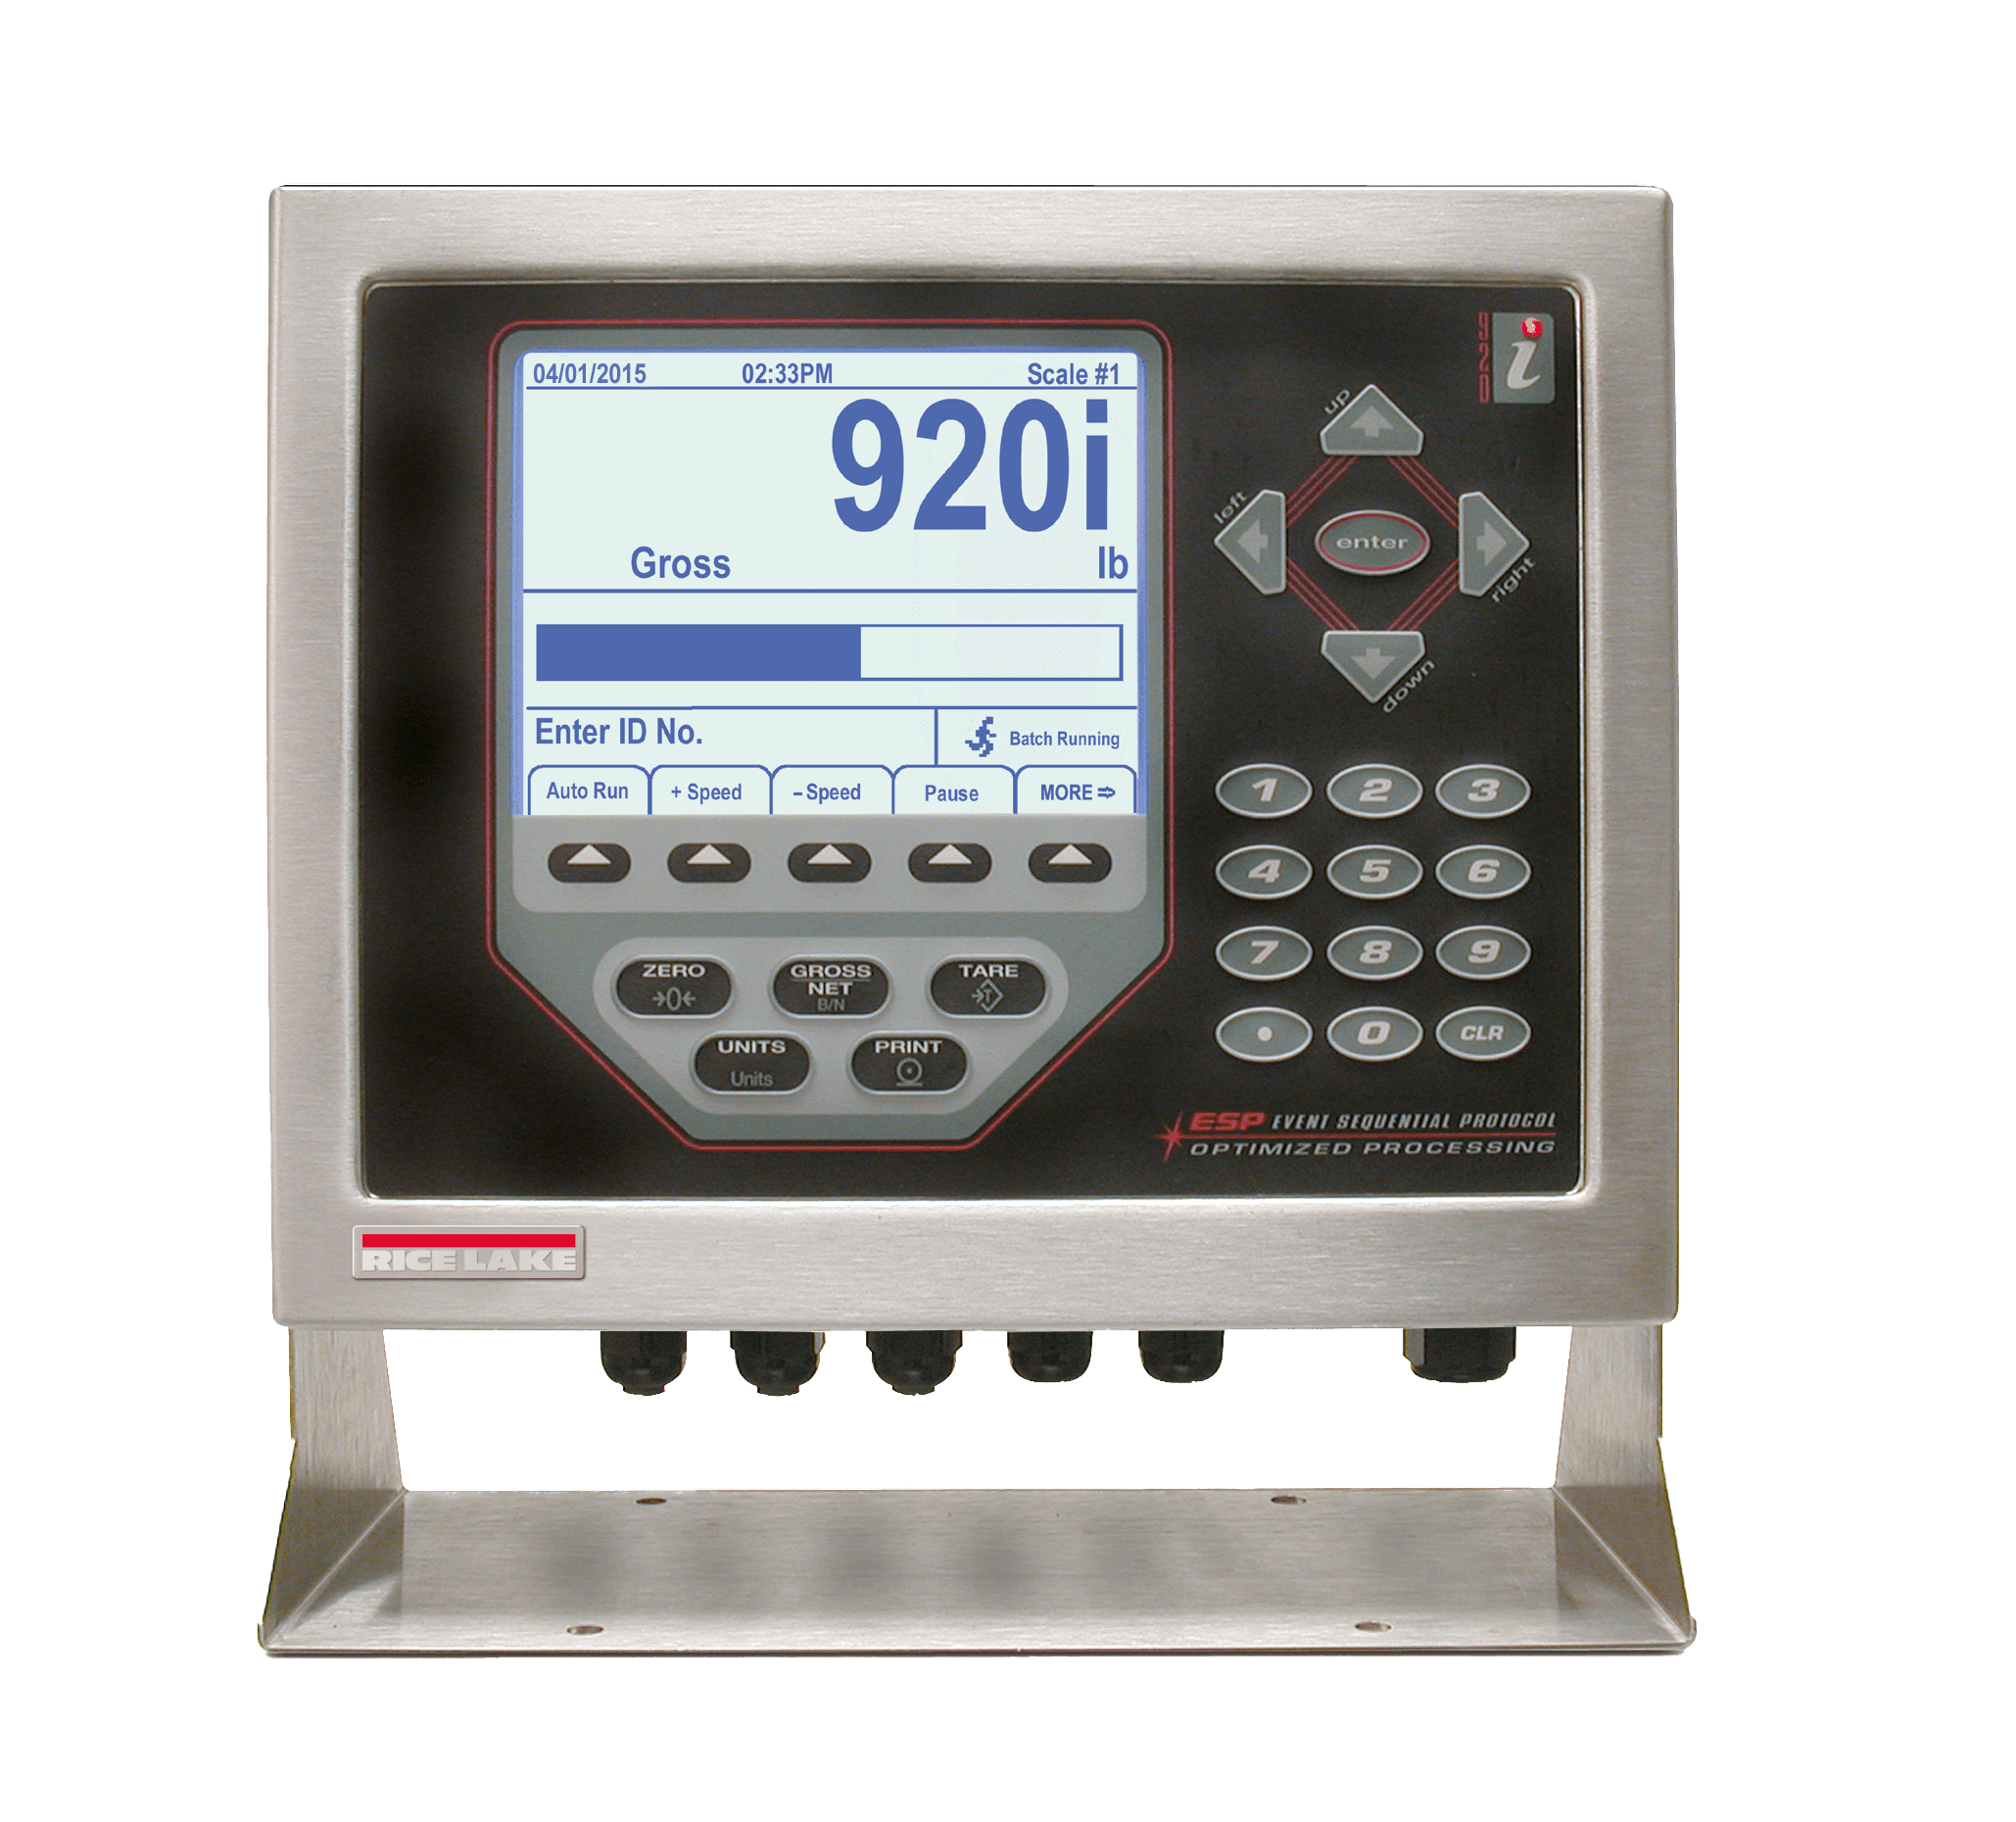 04/01/2015 02:33PM Scale #1
920i
Gross lb
Enter ID No. Batch Running
Auto Run + Speed – Speed Pause MORE ⇒
920 i
up
left
enter
right
down
1 2 3
4 5 6
7 8 9
. 0 CLR
ZERO GROSS TARE
→0← NET →T
B/N
UNITS PRINT
Units
ESP EVENT SEQUENTIAL PROTOCOL
OPTIMIZED PROCESSING
RICE LAKE